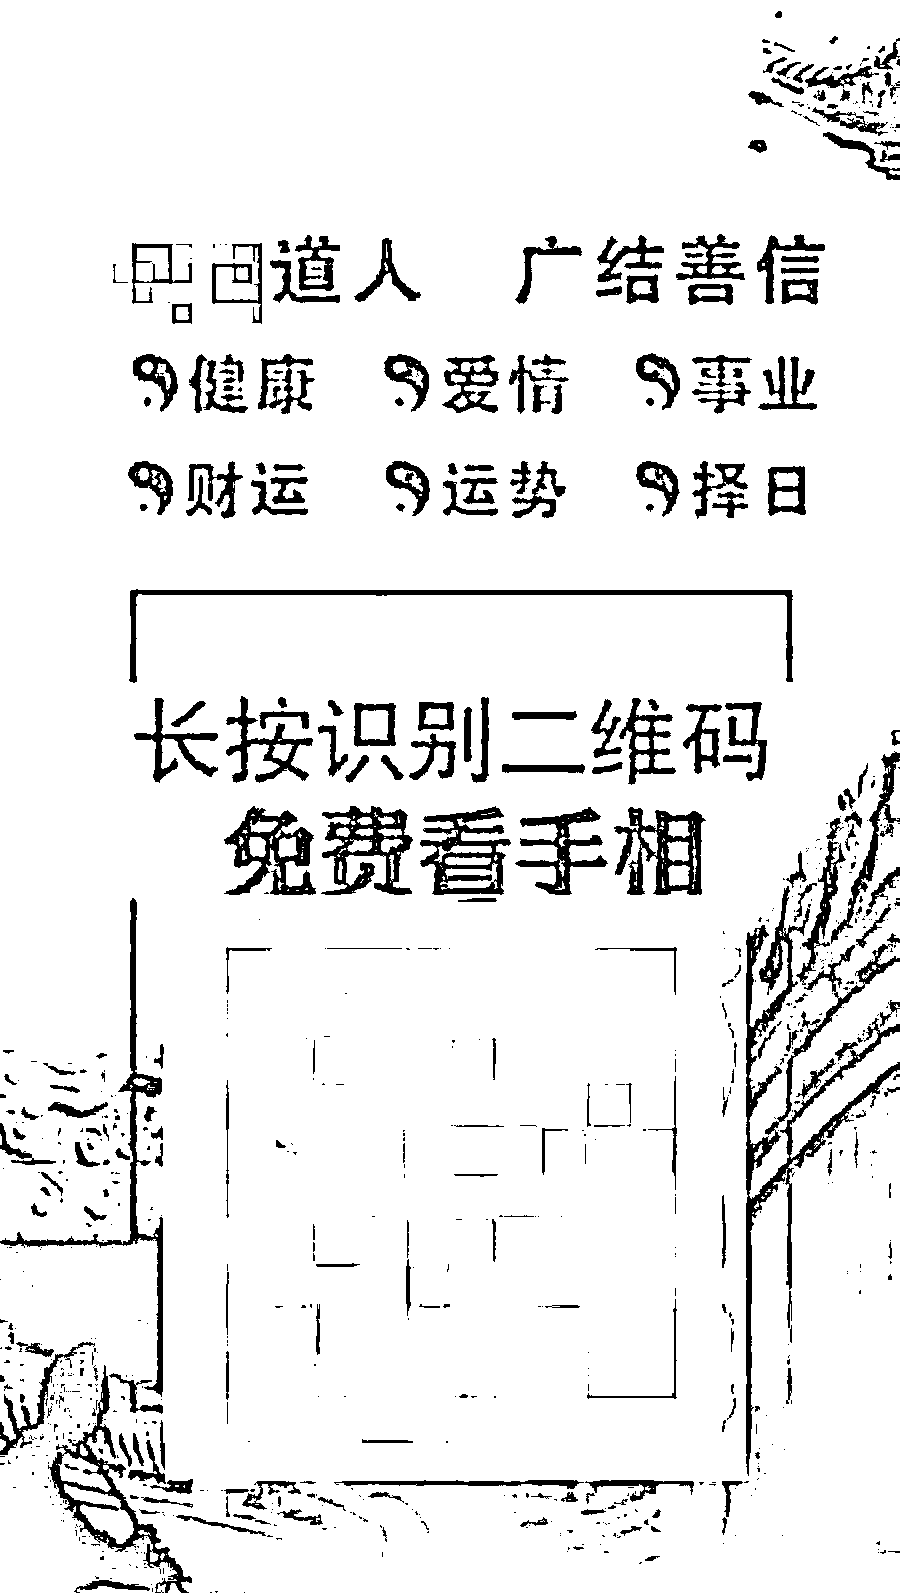 道人 广结善信
健康 爱情 事业
财运 运势 择日
长按识别二维码
免费看手相